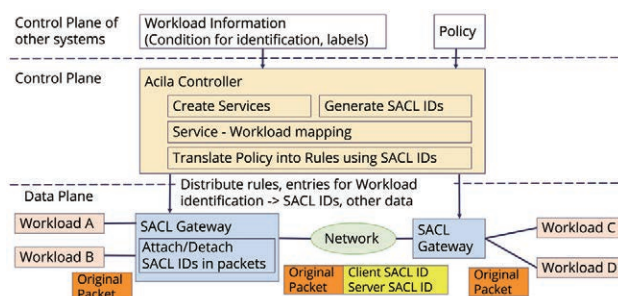 Control Plane of
other systems
Workload Information
(Condition for identification, labels)
Policy
Control Plane
Acila Controller
Create Services
Generate SACL IDs
Service - Workload mapping
Translate Policy into Rules using SACL IDs
Data Plane
Distribute rules, entries for Workload
identification -> SACL IDs, other data
Workload A
Workload B
SACL Gateway
Attach/Detach
SACL IDs in packets
Network
SACL
Gateway
Workload C
Workload D
Original
Packet
Original
Packet
Client SACL ID
Server SACL ID
Original
Packet